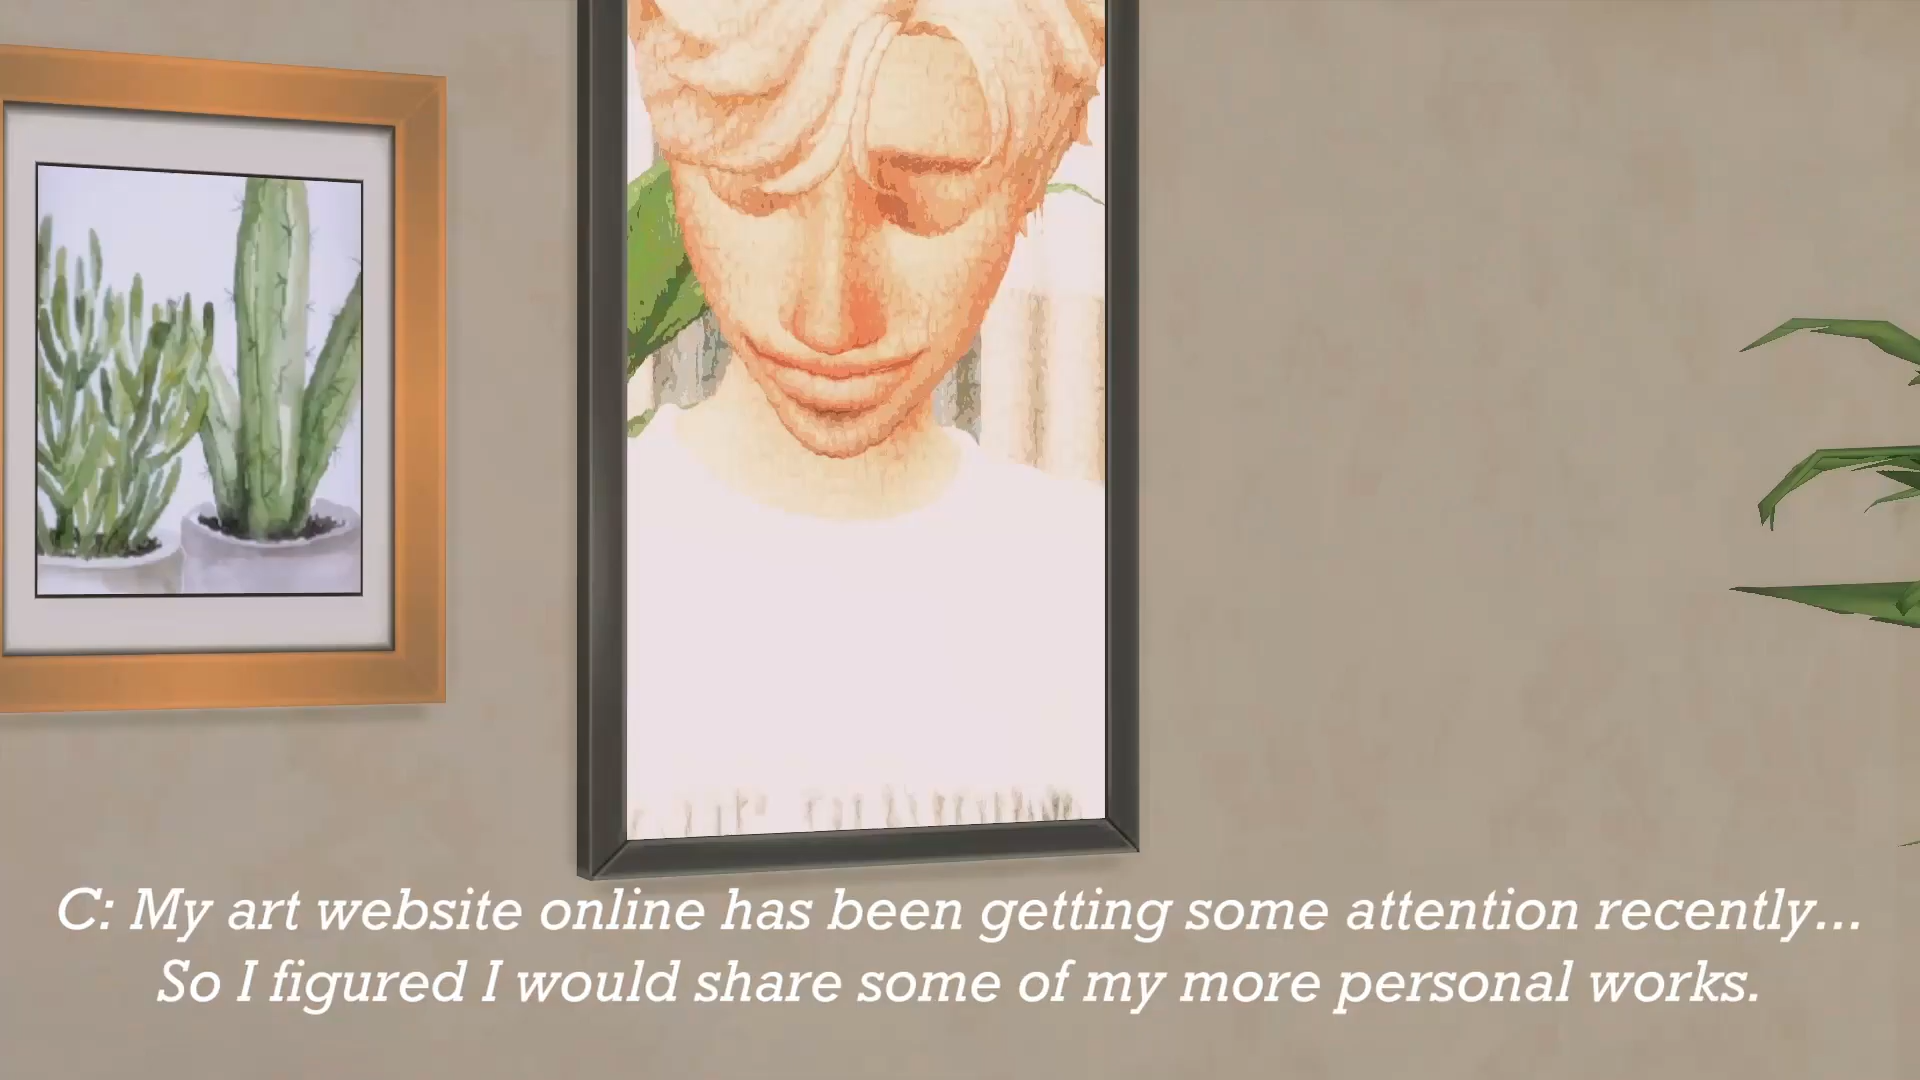 C: My art website online has been getting some attention recently...
So I figured I would share some of my more personal works.